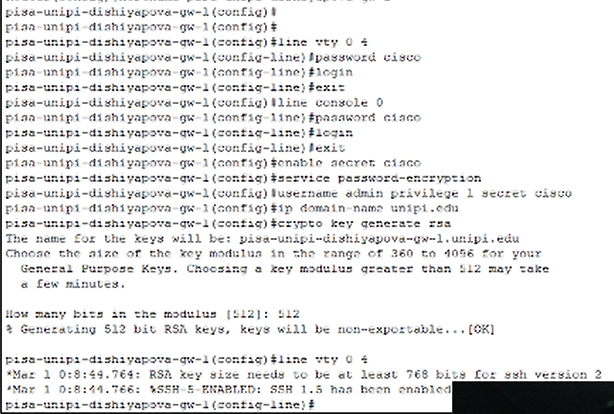 pisa-unipi-dishiyapova-gw-1(config)#
pisa-unipi-dishiyapova-gw-1(config)#
pisa-unipi-dishiyapova-gw-1(config)#line vty 0 4
pisa-unipi-dishiyapova-gw-1(config-line)#password cisco
pisa-unipi-dishiyapova-gw-1(config-line)#login
pisa-unipi-dishiyapova-gw-1(config-line)#exit
pisa-unipi-dishiyapova-gw-1(config)#line console 0
pisa-unipi-dishiyapova-gw-1(config-line)#password cisco
pisa-unipi-dishiyapova-gw-1(config-line)#login
pisa-unipi-dishiyapova-gw-1(config-line)#exit
pisa-unipi-dishiyapova-gw-1(config)#enable secret cisco
pisa-unipi-dishiyapova-gw-1(config)#service password-encryption
pisa-unipi-dishiyapova-gw-1(config)#username admin privilege 1 secret cisco
pisa-unipi-dishiyapova-gw-1(config)#ip domain-name unipi.edu
pisa-unipi-dishiyapova-gw-1(config)#crypto key generate rsa
The name for the keys will be: pisa-unipi-dishiyapova-gw-1.unipi.edu
Choose the size of the key modulus in the range of 360 to 4096 for your
General Purpose Keys. Choosing a key modulus greater than 512 may take
a few minutes.
How many bits in the modulus [512]: 512
% Generating 512 bit RSA keys, keys will be non-exportable...[OK]
pisa-unipi-dishiyapova-gw-1(config)#line vty 0 4
*Mar 1 0:8:44.764: RSA key size needs to be at least 768 bits for ssh version 2
*Mar 1 0:8:44.766: %SSH-5-ENABLED: SSH 1.5 has been enabled
pisa-unipi-dishiyapova-gw-1(config-line)#